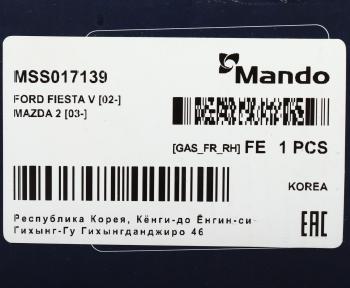 Mando
MSS017139
FORD FIESTA V [02-]
MAZDA 2 [03-]
[GAS_FR_RH] FE 1 PCS
KOREA
Республика Корея, Кёнги-до Ёнгин-си
Гихынг-Гу Гихынгданджиро 46
EAC